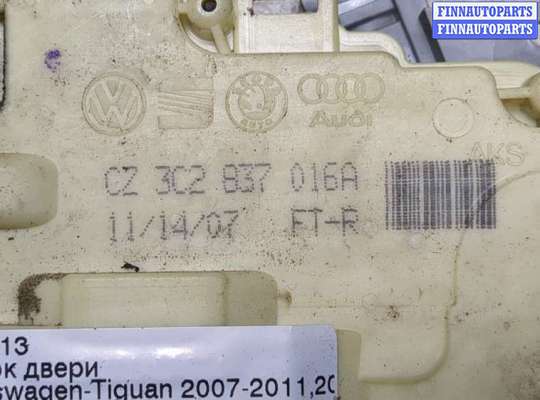 FINNAUTOPARTS
FINNAUTOPARTS
Audi
AKS
CZ 3C2 837 016A
11/14/07 FT-R
13
ок двери
swagen-Tiguan 2007-2011,20